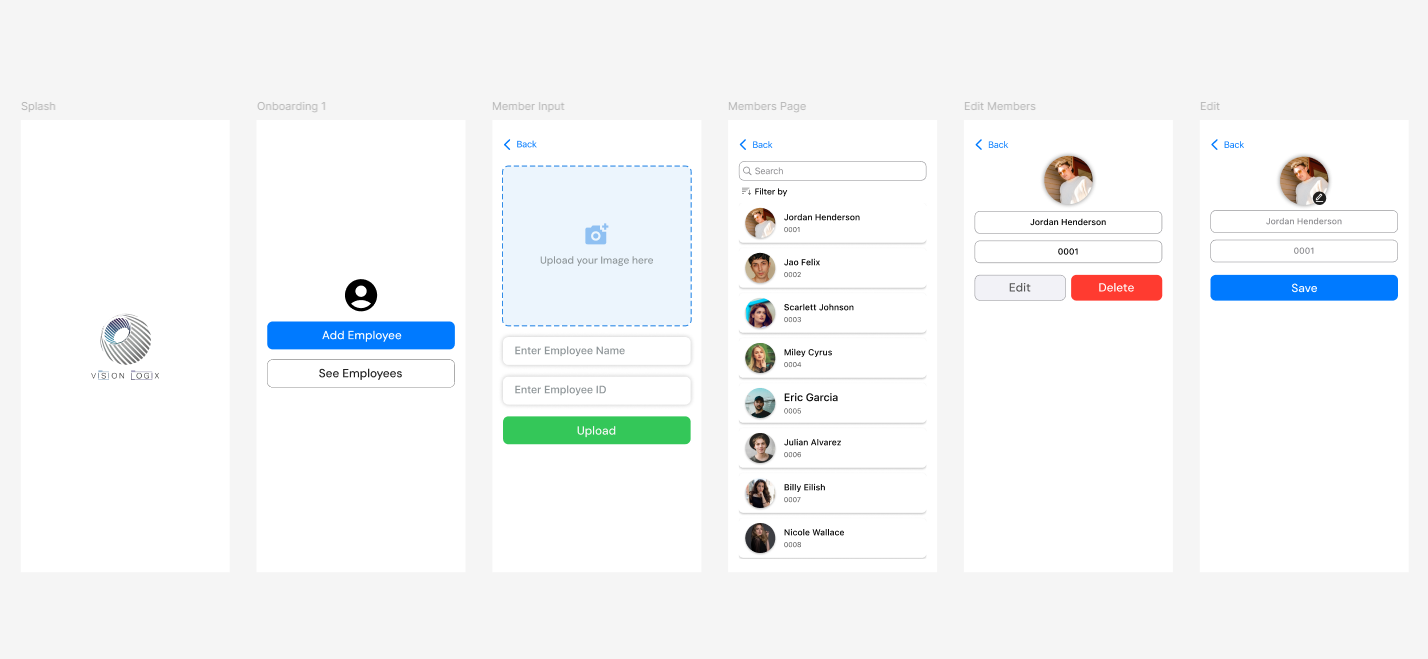 Splash
VISION LOGIX
Onboarding 1
Add Employee
See Employees
Member Input
Back
Upload your Image here
Enter Employee Name
Enter Employee ID
Upload
Members Page
Back
Search
Filter by
Jordan Henderson
0001
Jao Felix
0002
Scarlett Johnson
0003
Miley Cyrus
0004
Eric Garcia
0005
Julian Alvarez
0006
Billy Eilish
0007
Nicole Wallace
0008
Edit Members
Back
Jordan Henderson
0001
Edit
Delete
Edit
Back
Jordan Henderson
0001
Save